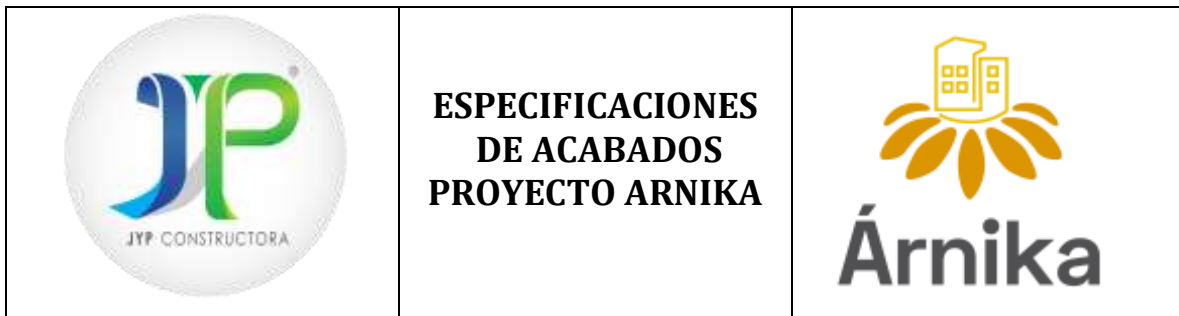 JYP CONSTRUCTORA
ESPECIFICACIONES
DE ACABADOS
PROYECTO ARNIKA
Árnika